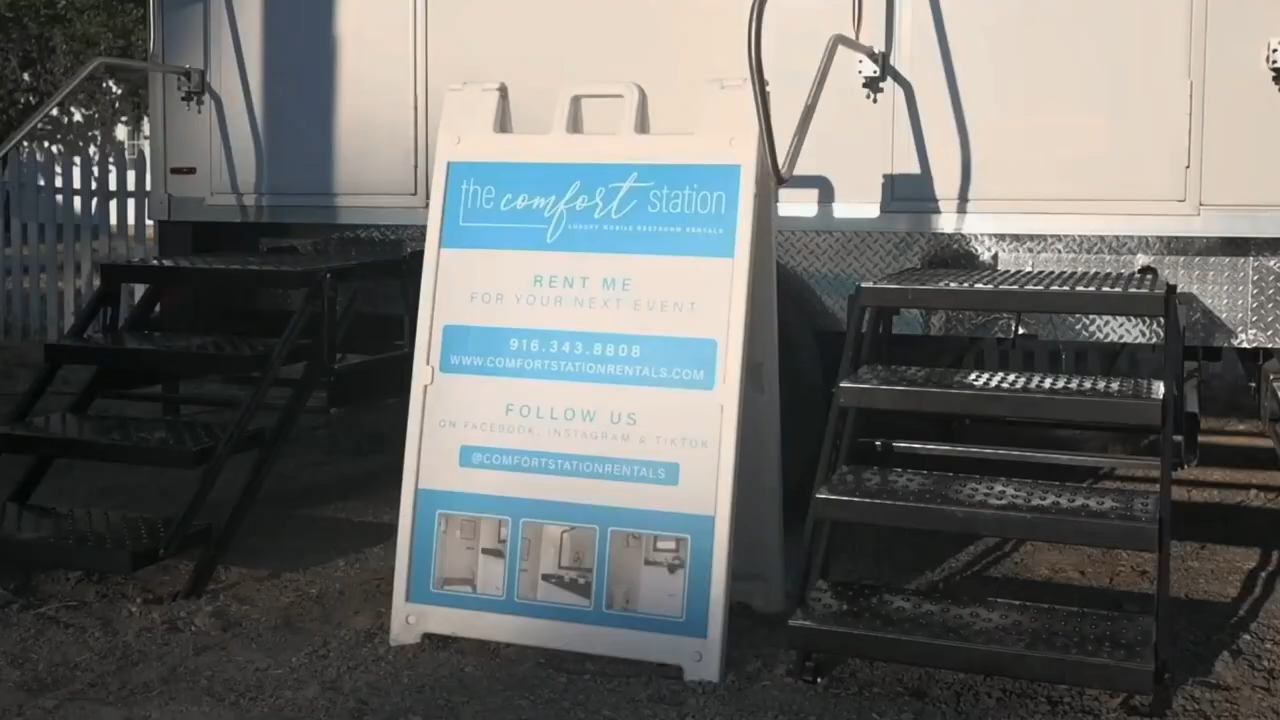 the comfort station
LUXURY MOBILE RESTROOM RENTALS
RENT ME
FOR YOUR NEXT EVENT
916.343.8808
WWW.COMFORTSTATIONRENTALS.COM
FOLLOW US
ON FACEBOOK, INSTAGRAM & TIKTOK
@COMFORTSTATIONRENTALS